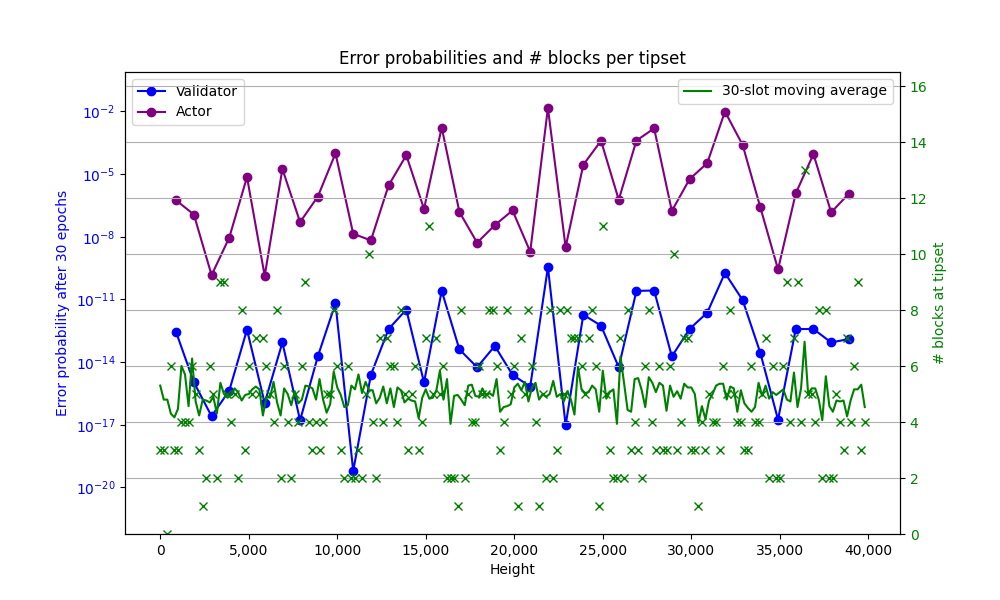 Error probabilities and # blocks per tipset
Validator
Actor
30-slot moving average
Error probability after 30 epochs
10⁻²
10⁻⁵
10⁻⁸
10⁻¹¹
10⁻¹⁴
10⁻¹⁷
10⁻²⁰
16
14
12
10
8
6
4
2
0
# blocks at tipset
0 5,000 10,000 15,000 20,000 25,000 30,000 35,000 40,000
Height